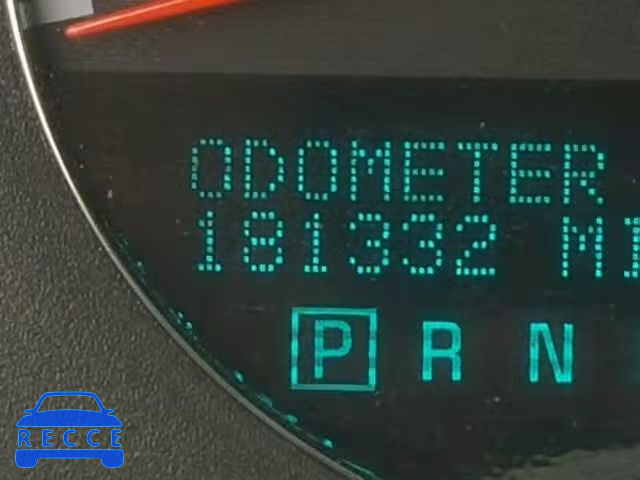 ODOMETER
181332 MI
P R N
RECCE